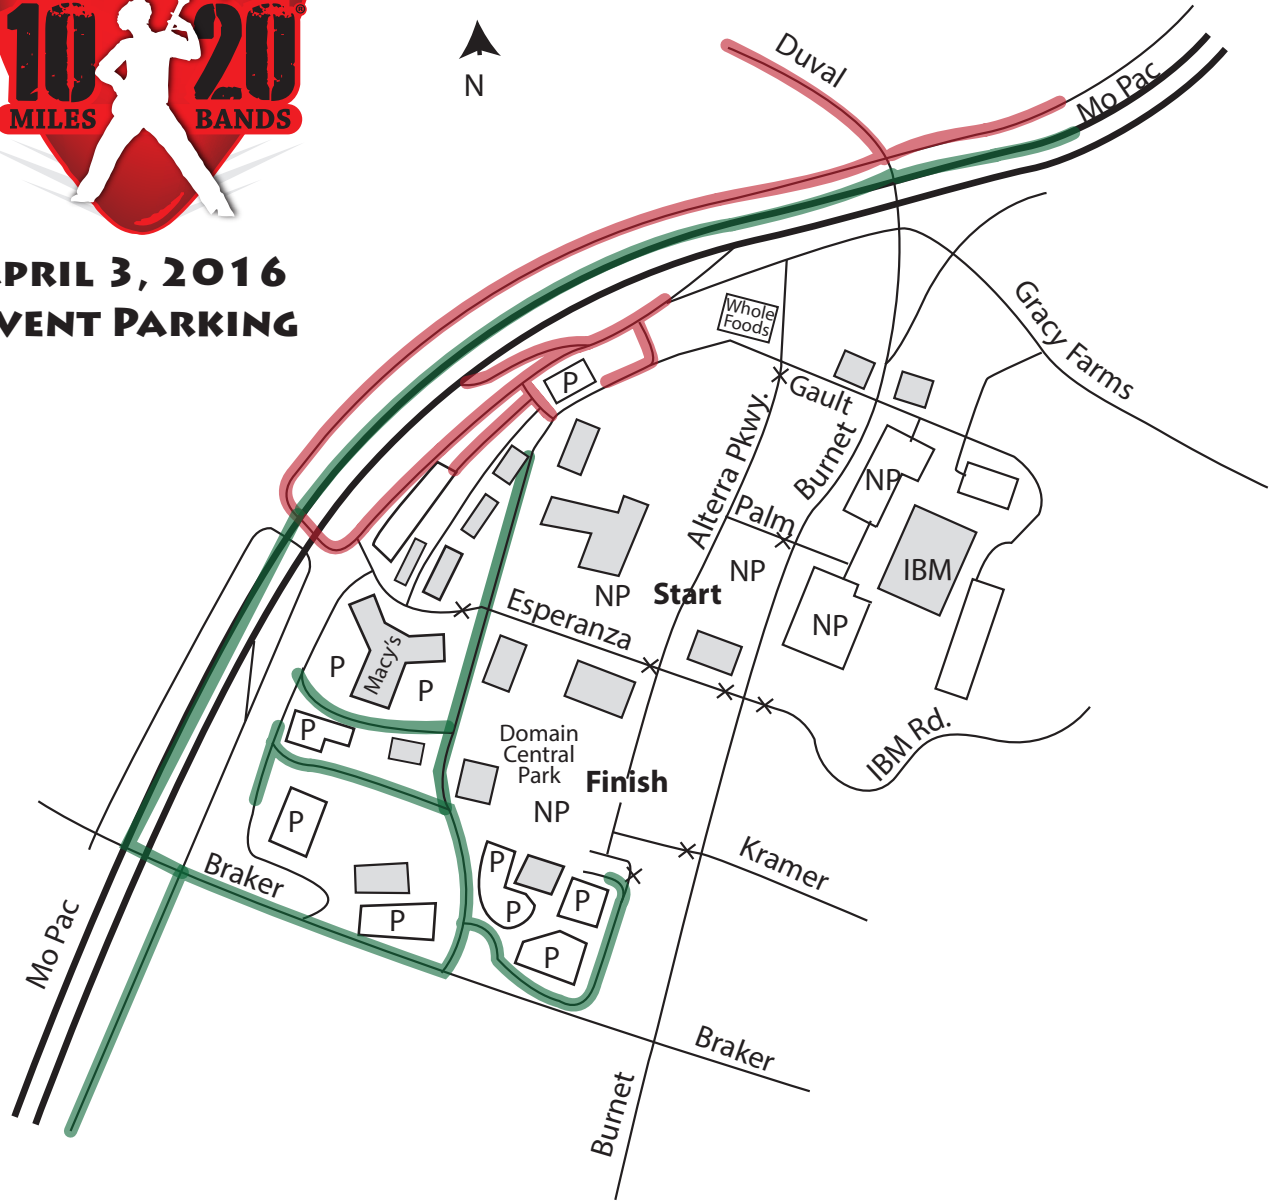 10 20®
MILES BANDS
PRIL 3, 2016
VENT PARKING
N
Duval
Mo Pac
Gracy Farms
Whole
Foods
P
Gault
Alterra Pkwy.
Burnet
NP
Palm
IBM
NP
NP
Start
NP
Esperanza
Macy's
P
P
P
Domain
Central
Park
NP
Finish
IBM Rd.
P
Kramer
Braker
P
P
P
P
P
Mo Pac
Braker
Burnet